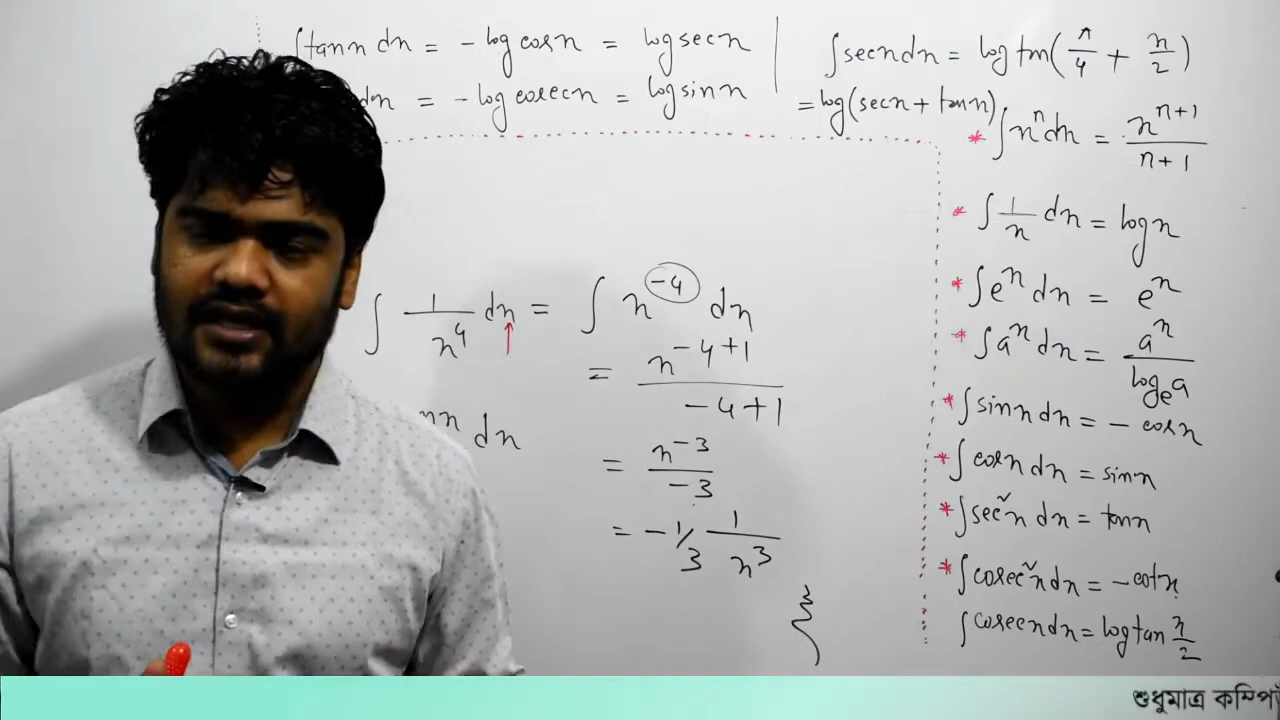 ∫tanx dx = -log cosx = log secx
dx = -log cosecx = log sinx
∫secx dx = log tan(π/4 + x/2)
= log(secx + tanx)
* ∫xⁿ dx = xⁿ⁺¹/n+1
* ∫1/x dx = log x
* ∫eˣ dx = eˣ
* ∫aˣ dx = aˣ/logₑa
* ∫sinx dx = - cosx
* ∫cosx dx = sinx
* ∫sec²x dx = tanx
* ∫cosec²x dx = -cotx
∫cosecx dx = log tan x/2
∫ 1/x⁴ dx = ∫ x⁻⁴ dx
= x⁻⁴⁺¹/-4+1
= x⁻³/-3
= -1/3 1/x³
dx
শুধুমাত্র